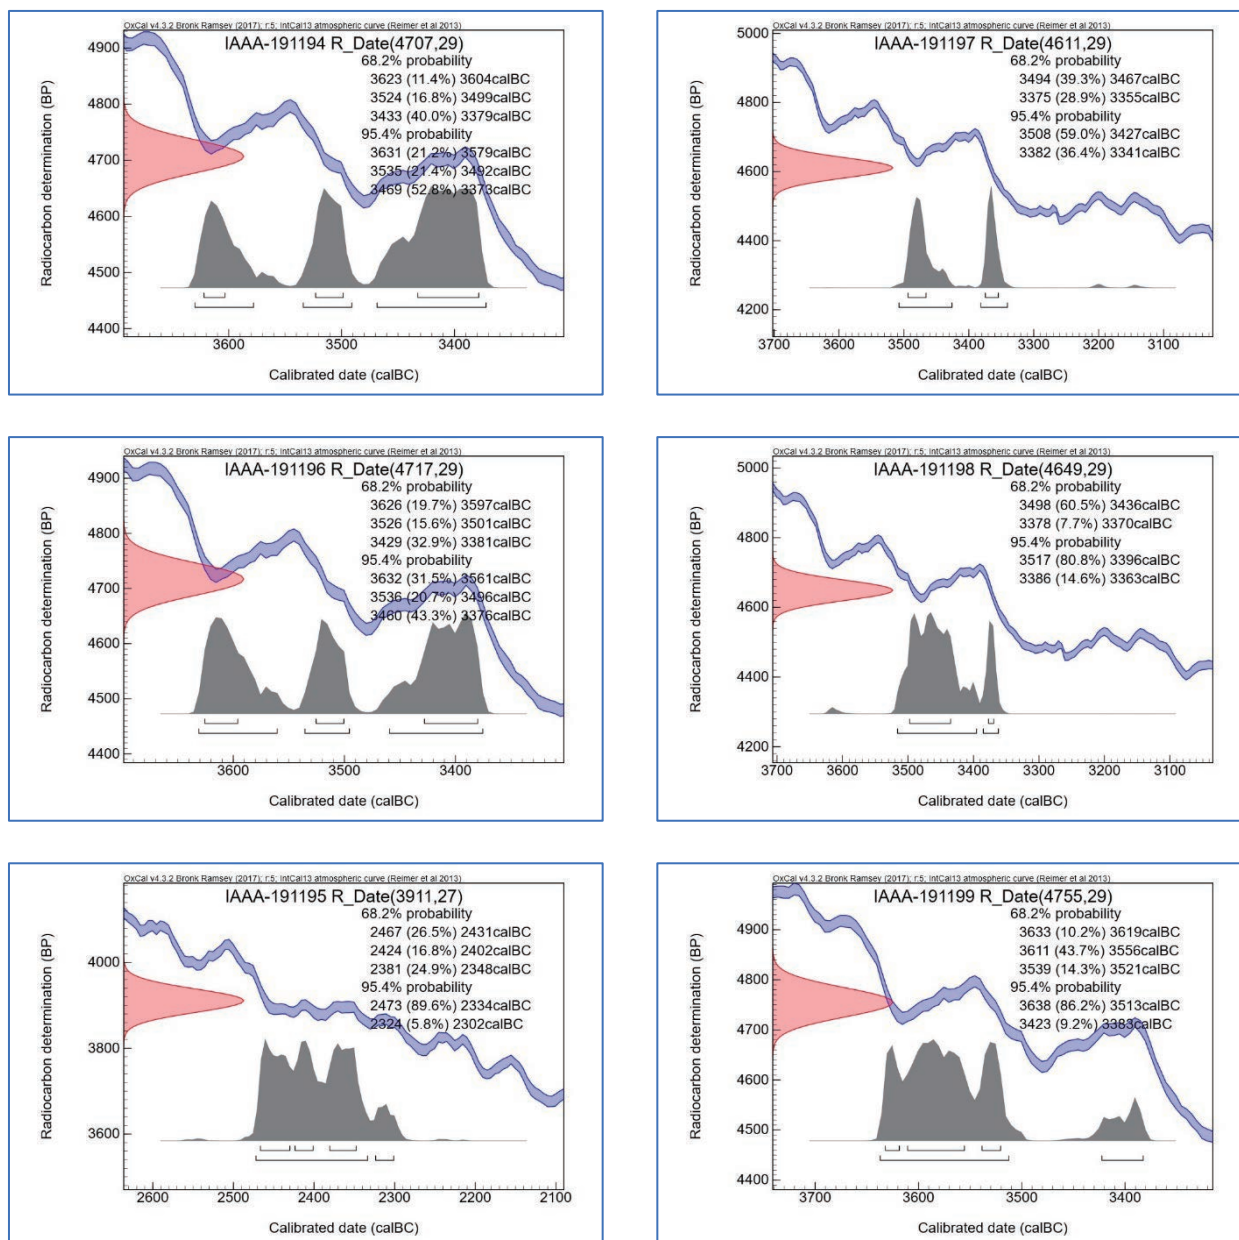 OxCal v4.3.2 Bronk Ramsey (2017); r:5; IntCal13 atmospheric curve (Reimer et al 2013)
IAAA-191194 R_Date(4707,29)
68.2% probability
3623 (11.4%) 3604calBC
3524 (16.8%) 3499calBC
3433 (40.0%) 3379calBC
95.4% probability
3631 (21.2%) 3579calBC
3535 (21.4%) 3492calBC
3469 (52.8%) 3373calBC
Radiocarbon determination (BP)
4900
4800
4700
4600
4500
4400
3600
3500
3400
Calibrated date (calBC)
OxCal v4.3.2 Bronk Ramsey (2017); r:5; IntCal13 atmospheric curve (Reimer et al 2013)
IAAA-191197 R_Date(4611,29)
68.2% probability
3494 (39.3%) 3467calBC
3375 (28.9%) 3355calBC
95.4% probability
3508 (59.0%) 3427calBC
3382 (36.4%) 3341calBC
Radiocarbon determination (BP)
5000
4800
4600
4400
4200
3700
3600
3500
3400
3300
3200
3100
Calibrated date (calBC)
OxCal v4.3.2 Bronk Ramsey (2017); r:5; IntCal13 atmospheric curve (Reimer et al 2013)
IAAA-191196 R_Date(4717,29)
68.2% probability
3626 (19.7%) 3597calBC
3526 (15.6%) 3501calBC
3429 (32.9%) 3381calBC
95.4% probability
3632 (31.5%) 3561calBC
3536 (20.7%) 3496calBC
3460 (43.3%) 3376calBC
Radiocarbon determination (BP)
4900
4800
4700
4600
4500
4400
3600
3500
3400
Calibrated date (calBC)
OxCal v4.3.2 Bronk Ramsey (2017); r:5; IntCal13 atmospheric curve (Reimer et al 2013)
IAAA-191198 R_Date(4649,29)
68.2% probability
3498 (60.5%) 3436calBC
3378 (7.7%) 3370calBC
95.4% probability
3517 (80.8%) 3396calBC
3386 (14.6%) 3363calBC
Radiocarbon determination (BP)
5000
4800
4600
4400
4200
3700
3600
3500
3400
3300
3200
3100
Calibrated date (calBC)
OxCal v4.3.2 Bronk Ramsey (2017); r:5; IntCal13 atmospheric curve (Reimer et al 2013)
IAAA-191195 R_Date(3911,27)
68.2% probability
2467 (26.5%) 2431calBC
2424 (16.8%) 2402calBC
2381 (24.9%) 2348calBC
95.4% probability
2473 (89.6%) 2334calBC
2324 (5.8%) 2302calBC
Radiocarbon determination (BP)
4000
3800
3600
2600
2500
2400
2300
2200
2100
Calibrated date (calBC)
OxCal v4.3.2 Bronk Ramsey (2017); r:5; IntCal13 atmospheric curve (Reimer et al 2013)
IAAA-191199 R_Date(4755,29)
68.2% probability
3633 (10.2%) 3619calBC
3611 (43.7%) 3556calBC
3539 (14.3%) 3521calBC
95.4% probability
3638 (86.2%) 3513calBC
3423 (9.2%) 3383calBC
Radiocarbon determination (BP)
4900
4800
4700
4600
4500
4400
3700
3600
3500
3400
Calibrated date (calBC)